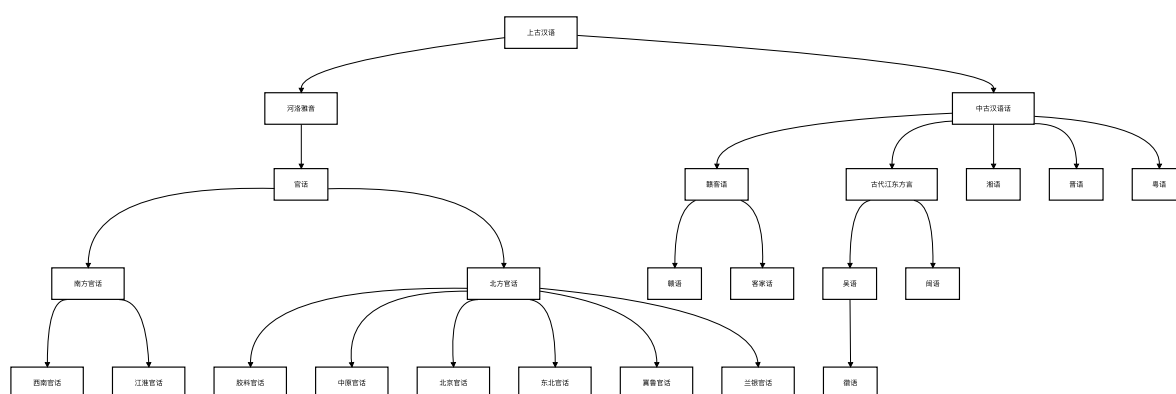 上古汉语
河洛雅音
中古汉语话
官话
赣客语
古代江东方言
湘语
晋语
粤语
南方官话
北方官话
赣语
客家话
吴语
闽语
西南官话
江淮官话
胶料官话
中原官话
北京官话
东北官话
冀鲁官话
兰银官话
徽语